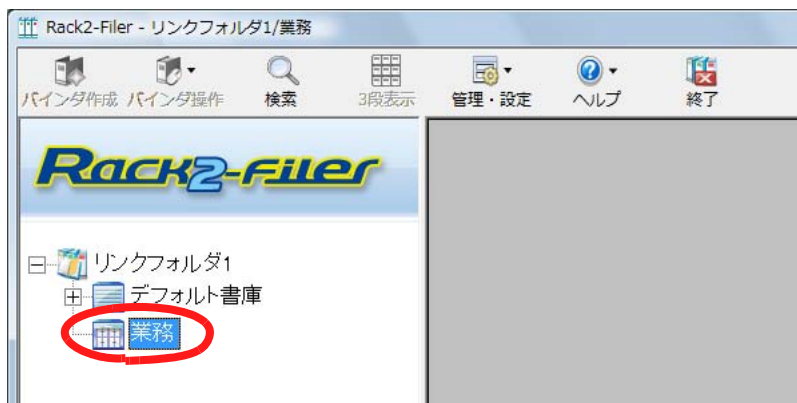 Rack2-Filer - リンクフォルダ1/業務
バインダ作成 バインダ操作 検索 3段表示 管理・設定 ヘルプ 終了
Rack2-Filer
リンクフォルダ1
デフォルト書庫
業務